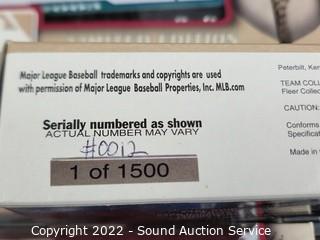 LIMITED EDITION
Major League Baseball trademarks and copyrights are used
with permission of Major League Baseball Properties, Inc. MLB.com
Serially numbered as shown
ACTUAL NUMBER MAY VARY
#0012
1 of 1500
Peterbilt, Ken
TEAM COLL
Fleer Collec
CAUTION:
Conforms
Specificat
Made in
Copyright 2022 - Sound Auction Service